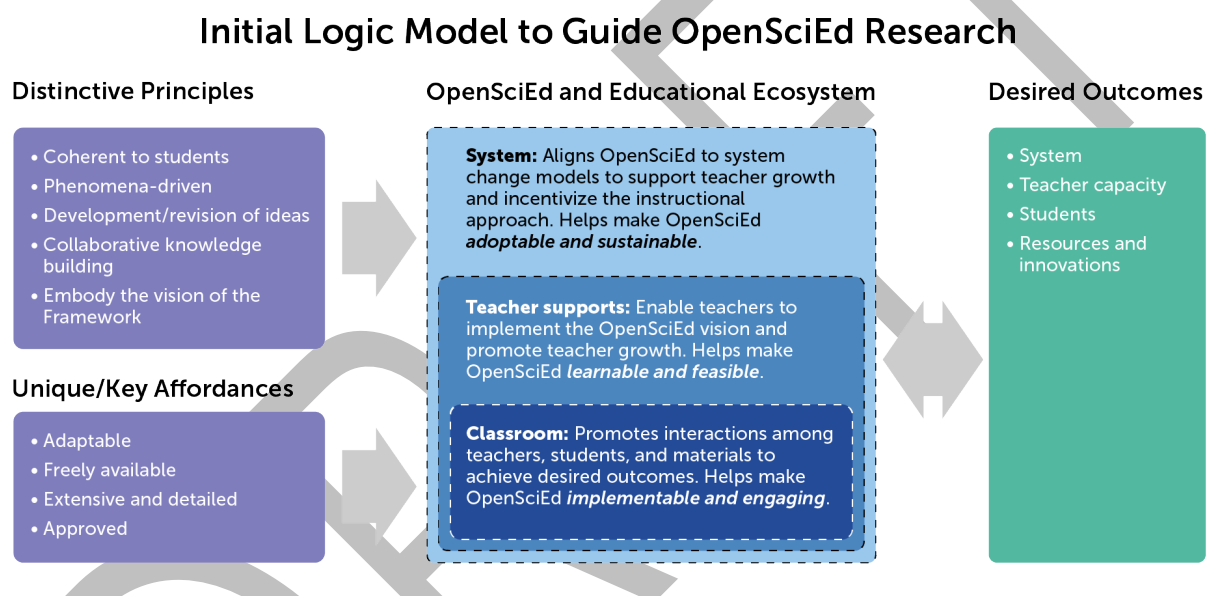 Initial Logic Model to Guide OpenSciEd Research
Distinctive Principles
• Coherent to students
• Phenomena-driven
• Development/revision of ideas
• Collaborative knowledge
building
• Embody the vision of the
Framework
Unique/Key Affordances
• Adaptable
• Freely available
• Extensive and detailed
• Approved
OpenSciEd and Educational Ecosystem
System: Aligns OpenSciEd to system
change models to support teacher growth
and incentivize the instructional
approach. Helps make OpenSciEd
adoptable and sustainable.
Teacher supports: Enable teachers to
implement the OpenSciEd vision and
promote teacher growth. Helps make
OpenSciEd learnable and feasible.
Classroom: Promotes interactions among
teachers, students, and materials to
achieve desired outcomes. Helps make
OpenSciEd implementable and engaging.
Desired Outcomes
• System
• Teacher capacity
• Students
• Resources and
innovations